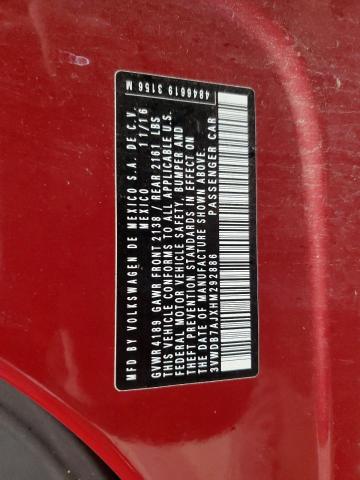 MFD BY VOLKSWAGEN DE MEXICO S.A. DE C.V.
MEXICO 11/16
GVWR 4189 GAWR FRONT 2138 / REAR 2161 LBS
THIS VEHICLE CONFORMS TO ALL APPLICABLE U.S.
FEDERAL MOTOR VEHICLE SAFETY, BUMPER AND
THEFT PREVENTION STANDARDS IN EFFECT ON
THE DATE OF MANUFACTURE SHOWN ABOVE.
3VWDB7AJXHM292886 PASSENGER CAR
4846619 3156 M